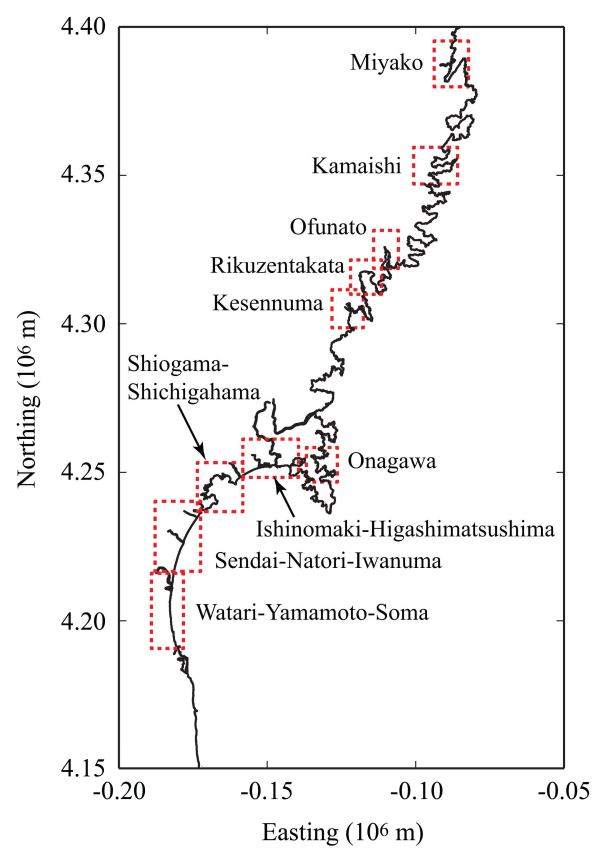 4.40
Miyako
4.35
Kamaishi
Ofunato
Rikuzentakata
Kesennuma
4.30
Shiogama-
Shichigahama
4.25
Onagawa
Ishinomaki-Higashimatsushima
Sendai-Natori-Iwanuma
Watari-Yamamoto-Soma
4.20
4.15
-0.20 -0.15 -0.10 -0.05
Northing (10⁶ m)
Easting (10⁶ m)